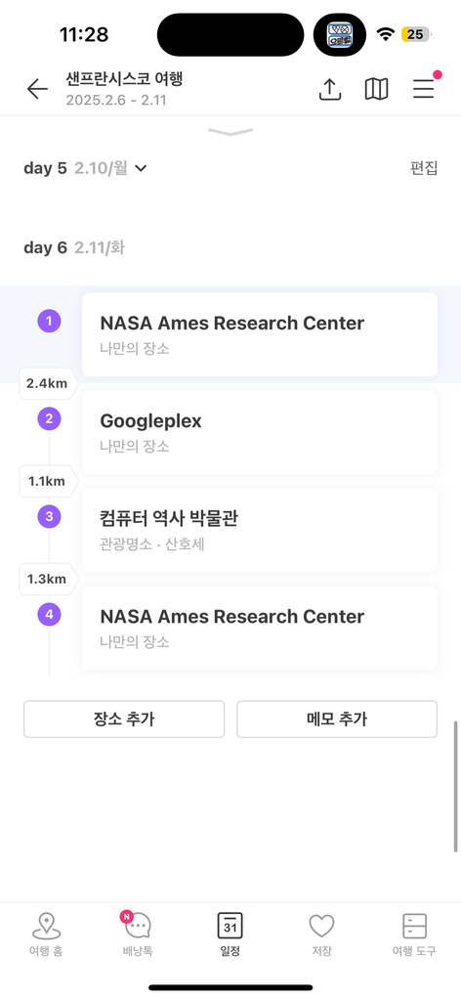 11:28
25
샌프란시스코 여행
2025.2.6 - 2.11
day 5 2.10/월
편집
day 6 2.11/화
1
NASA Ames Research Center
나만의 장소
2.4km
2
Googleplex
나만의 장소
1.1km
3
컴퓨터 역사 박물관
관광명소 · 산호세
1.3km
4
NASA Ames Research Center
나만의 장소
장소 추가
메모 추가
N
31
여행 홈
배낭톡
일정
저장
여행 도구